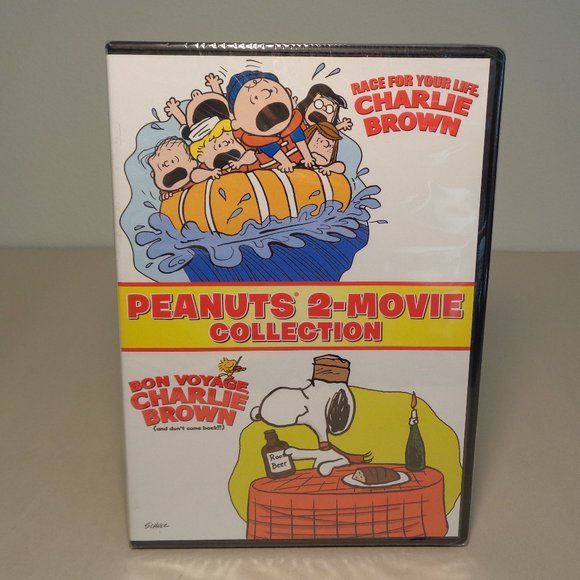 RACE FOR YOUR LIFE,
CHARLIE
BROWN
PEANUTS® 2-MOVIE
COLLECTION
BON VOYAGE,
CHARLIE
BROWN
(and don't come back!!)
Root
Beer
SCHULZ